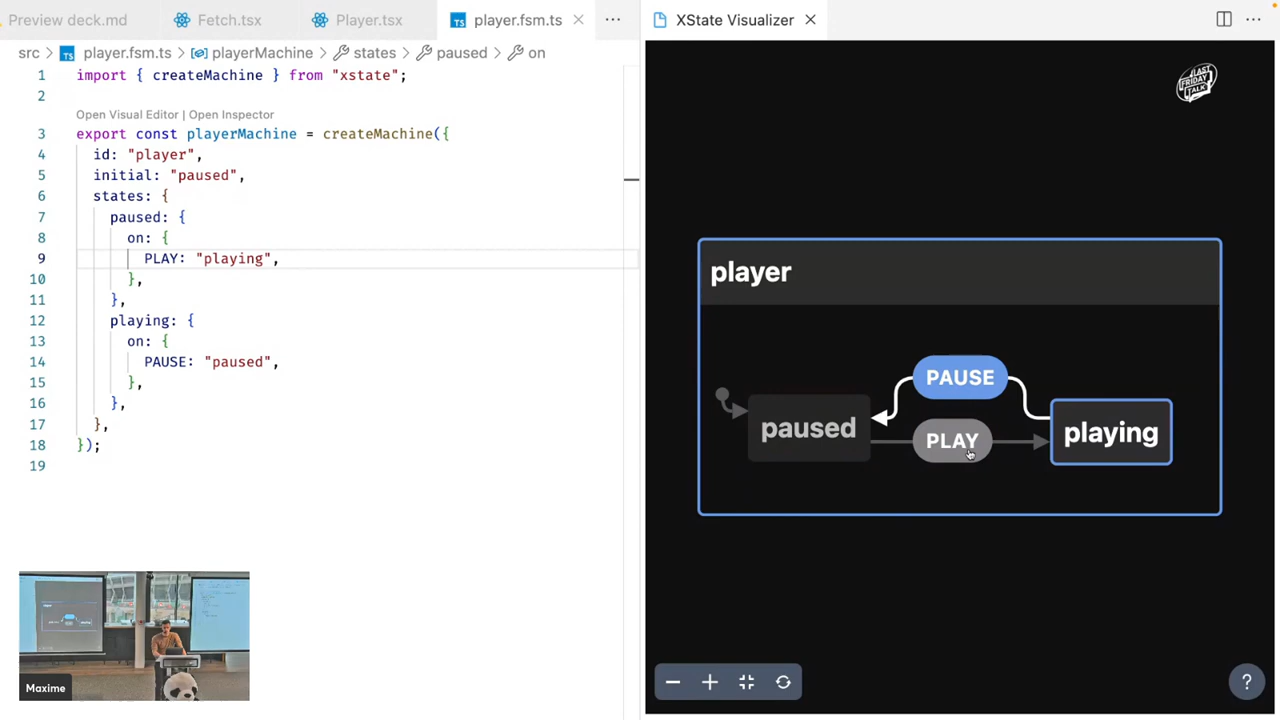 Preview deck.md
Fetch.tsx
Player.tsx
player.fsm.ts
XState Visualizer
src > player.fsm.ts > playerMachine > states > paused > on
1 import { createMachine } from "xstate";
2
Open Visual Editor | Open Inspector
3 export const playerMachine = createMachine({
4 id: "player",
5 initial: "paused",
6 states: {
7 paused: {
8 on: {
9 PLAY: "playing",
10 },
11 },
12 playing: {
13 on: {
14 PAUSE: "paused",
15 },
16 },
17 },
18 });
19
LAST
FRIDAY
TALK
player
PAUSE
paused
PLAY
playing
Maxime
?